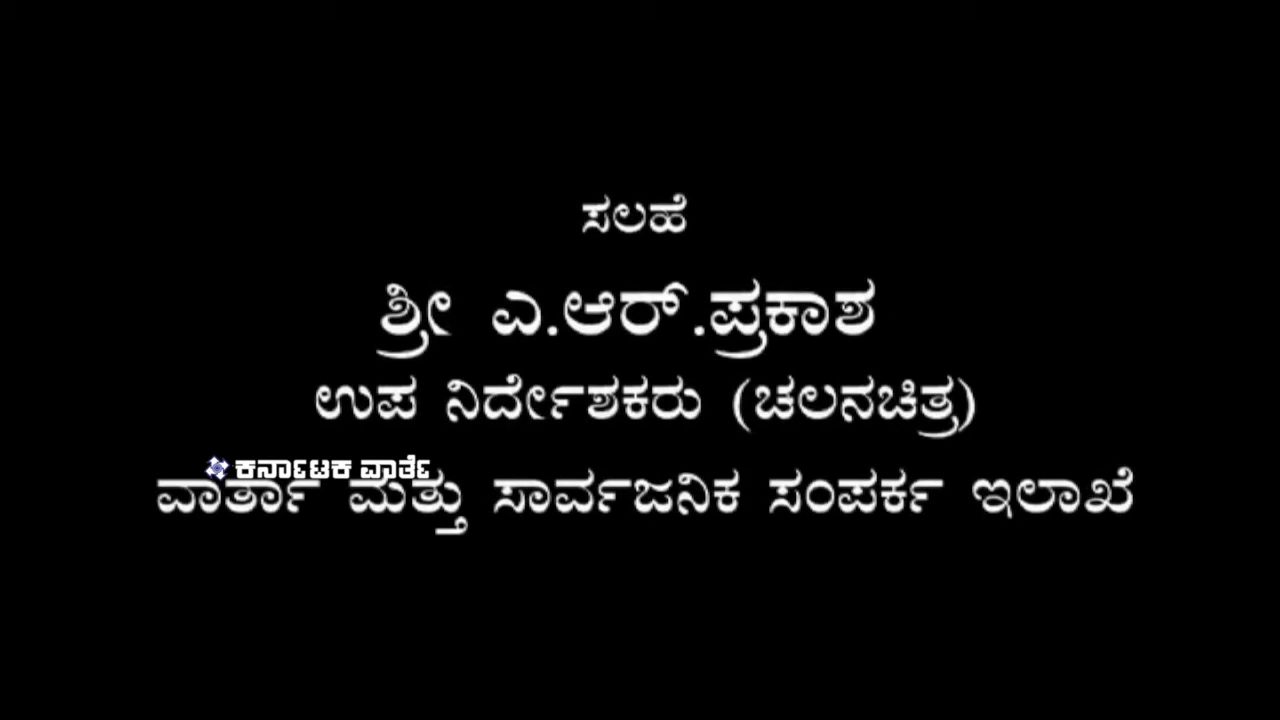 ಸಲಹೆ
ಶ್ರೀ ಎ.ಆರ್.ಪ್ರಕಾಶ
ಉಪ ನಿರ್ದೇಶಕರು (ಚಲನಚಿತ್ರ)
ಕರ್ನಾಟಕ ವಾರ್ತೆ
ವಾರ್ತಾ ಮತ್ತು ಸಾರ್ವಜನಿಕ ಸಂಪರ್ಕ ಇಲಾಖೆ